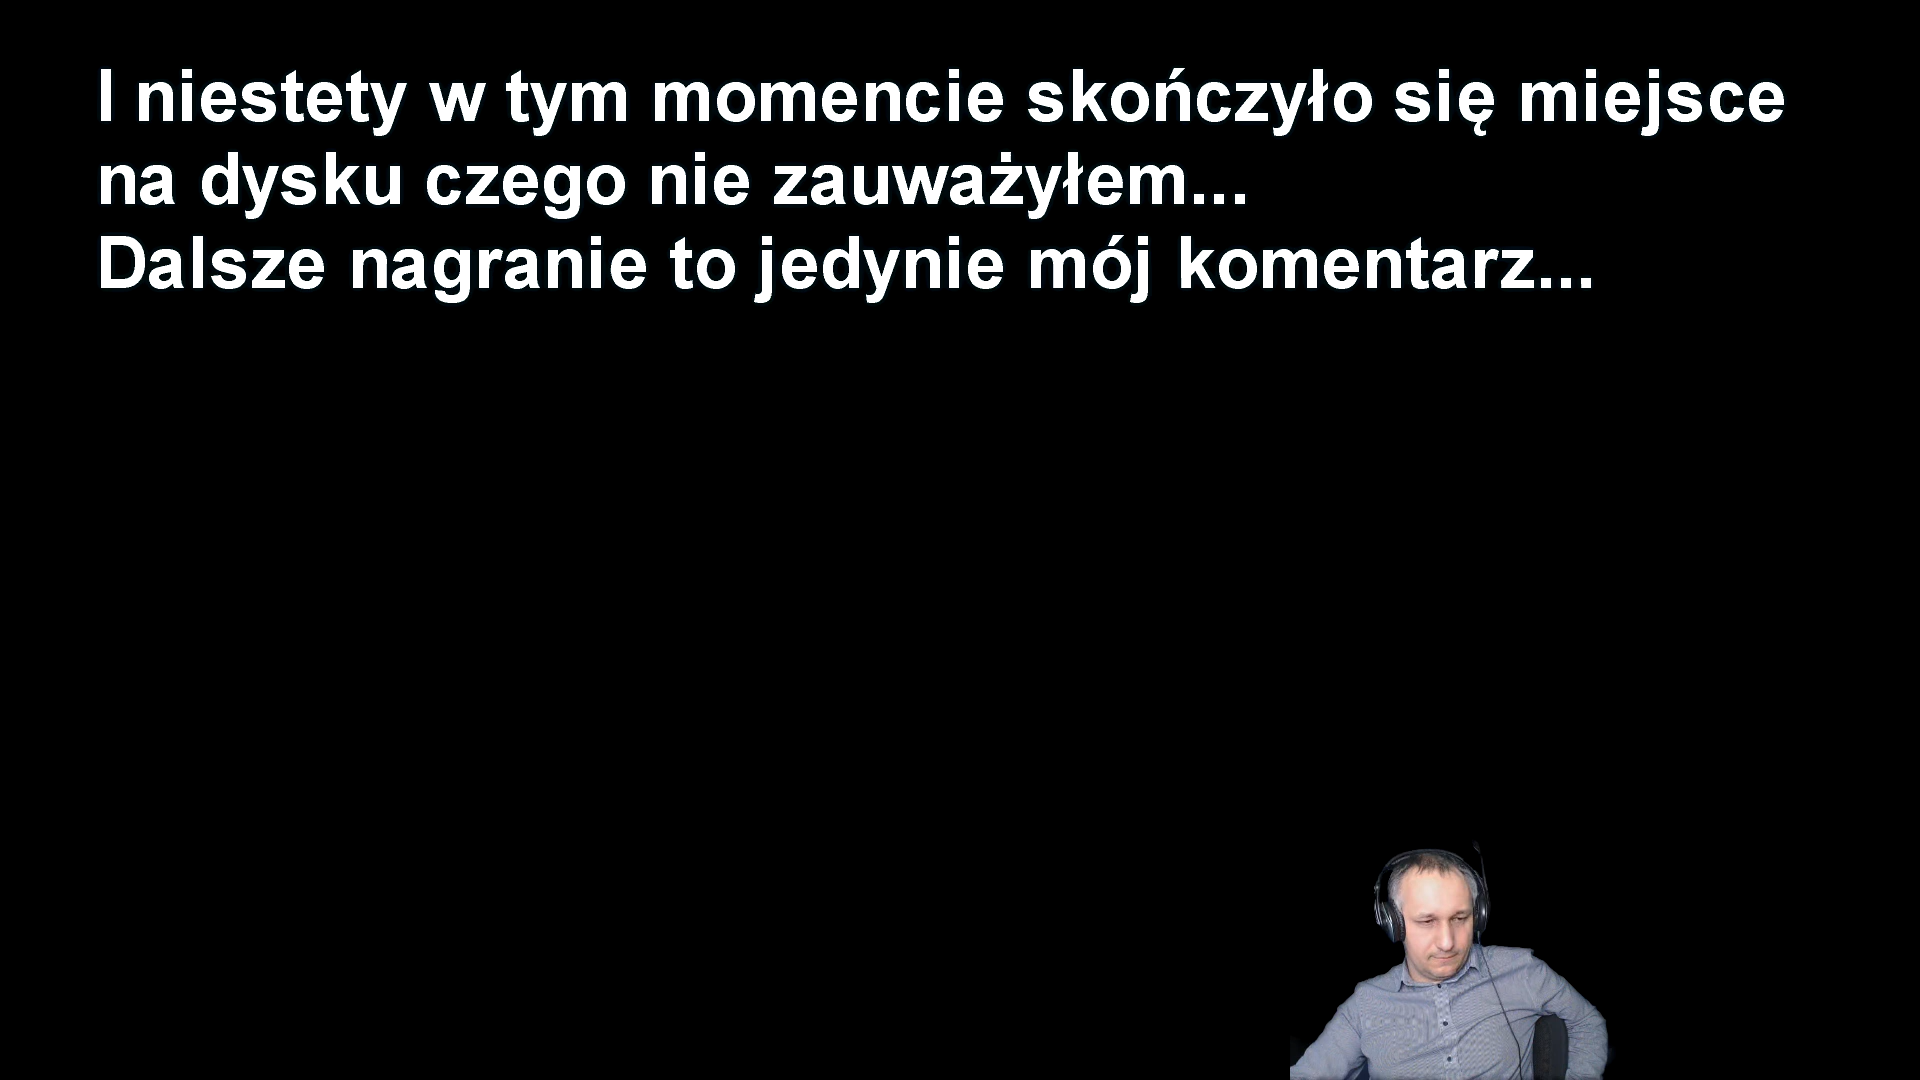 I niestety w tym momencie skończyło się miejsce
na dysku czego nie zauważyłem...
Dalsze nagranie to jedynie mój komentarz...